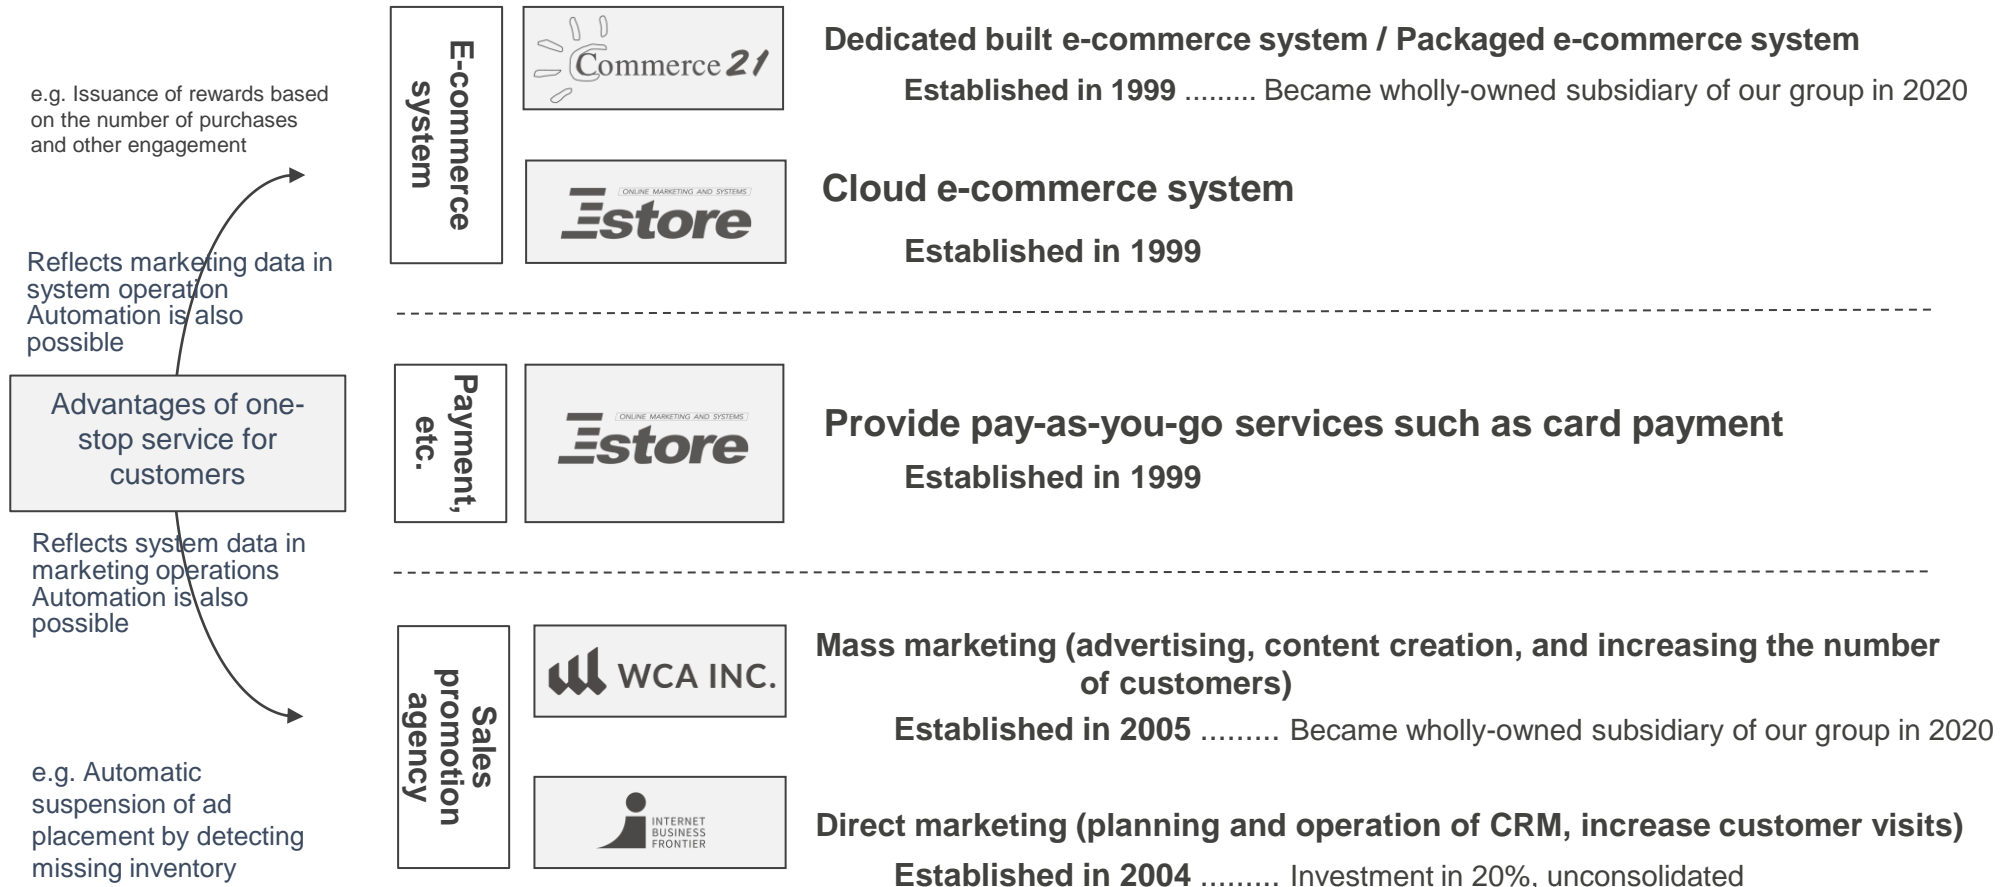 e.g. Issuance of rewards based
on the number of purchases
and other engagement
Reflects marketing data in
system operation
Automation is also
possible
Advantages of one-
stop service for
customers
Reflects system data in
marketing operations
Automation is also
possible
e.g. Automatic
suspension of ad
placement by detecting
missing inventory
E-commerce
system
Commerce 21
Dedicated built e-commerce system / Packaged e-commerce system
Established in 1999 ......... Became wholly-owned subsidiary of our group in 2020
ONLINE MARKETING AND SYSTEMS
Estore
Cloud e-commerce system
Established in 1999
Payment,
etc.
ONLINE MARKETING AND SYSTEMS
Estore
Provide pay-as-you-go services such as card payment
Established in 1999
Sales
promotion
agency
WCA INC.
Mass marketing (advertising, content creation, and increasing the number
of customers)
Established in 2005 ......... Became wholly-owned subsidiary of our group in 2020
INTERNET
BUSINESS
FRONTIER
Direct marketing (planning and operation of CRM, increase customer visits)
Established in 2004 ......... Investment in 20%, unconsolidated